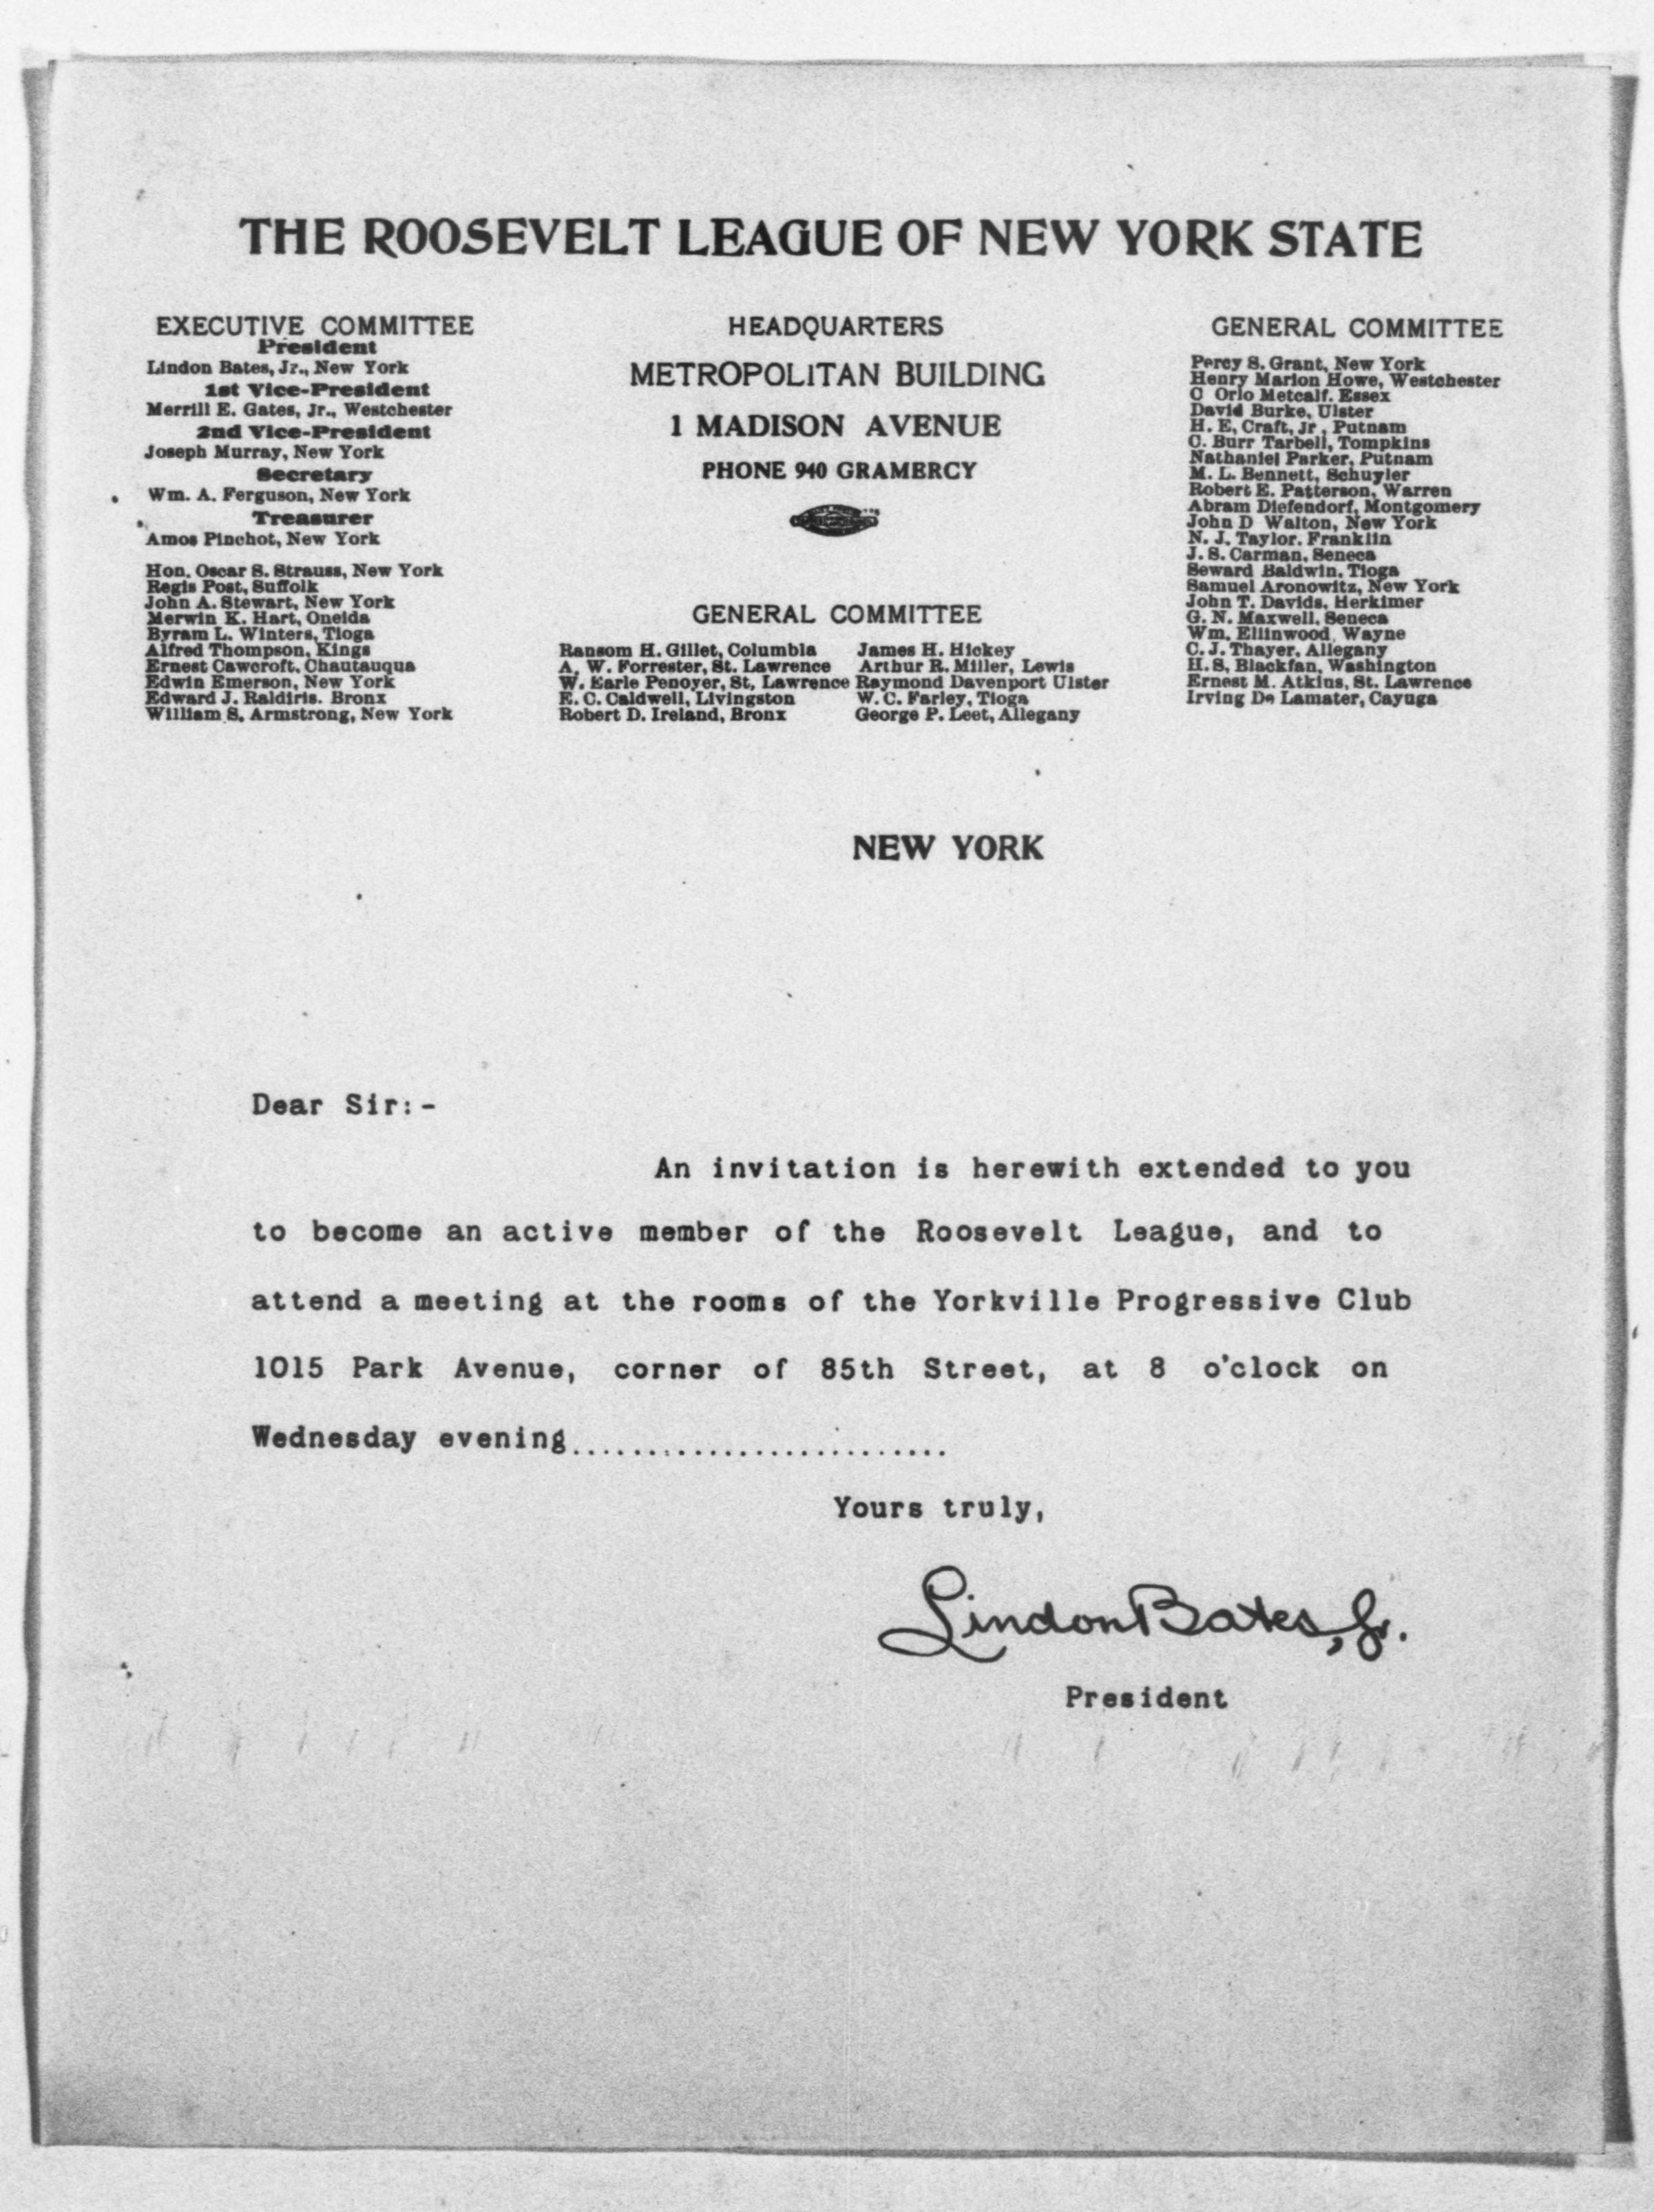 THE ROOSEVELT LEAGUE OF NEW YORK STATE
EXECUTIVE COMMITTEE
President
Lindon Bates, Jr., New York
1st Vice-President
Merrill E. Gates, Jr., Westchester
2nd Vice-President
Joseph Murray, New York
Secretary
Wm. A. Ferguson, New York
Treasurer
Amos Pinchot, New York
Hon. Oscar S. Strauss, New York
Regis Post, Suffolk
John A. Stewart, New York
Merwin K. Hart, Oneida
Byram L. Winters, Tioga
Alfred Thompson, Kings
Ernest Cawcroft, Chautauqua
Edwin Emerson, New York
Edward J. Raldiris. Bronx
William S. Armstrong, New York
HEADQUARTERS
METROPOLITAN BUILDING
1 MADISON AVENUE
PHONE 940 GRAMERCY
GENERAL COMMITTEE
Ransom H. Gillet, Columbia
A. W. Forrester, St. Lawrence
W. Earle Penoyer, St, Lawrence
E. C. Caldwell, Livingston
Robert D. Ireland, Bronx
James H. Hickey
Arthur R. Miller, Lewis
Raymond Davenport Ulster
W. C. Farley, Tioga
George P. Leet, Allegany
GENERAL COMMITTEE
Percy S. Grant, New York
Henry Marion Howe, Westchester
C Orlo Metcalf. Essex
David Burke, Ulster
H. E, Craft, Jr , Putnam
C. Burr Tarbell, Tompkins
Nathaniel Parker, Putnam
M. L. Bennett, Schuyler
Robert E. Patterson, Warren
Abram Diefendorf, Montgomery
John D Walton, New York
N. J. Taylor. Franklin
J. S. Carman, Seneca
Seward Baldwin, Tioga
Samuel Aronowitz, New York
John T. Davids, Herkimer
G. N. Maxwell, Seneca
Wm. Ellinwood, Wayne
C. J. Thayer, Allegany
H. S. Blackfan, Washington
Ernest M. Atkins, St. Lawrence
Irving De Lamater, Cayuga
NEW YORK
Dear Sir:-
An invitation is herewith extended to you
to become an active member of the Roosevelt League, and to
attend a meeting at the rooms of the Yorkville Progressive Club
1015 Park Avenue, corner of 85th Street, at 8 o'clock on
Wednesday evening.........................
Yours truly,
Lindon Bates, Jr.
President